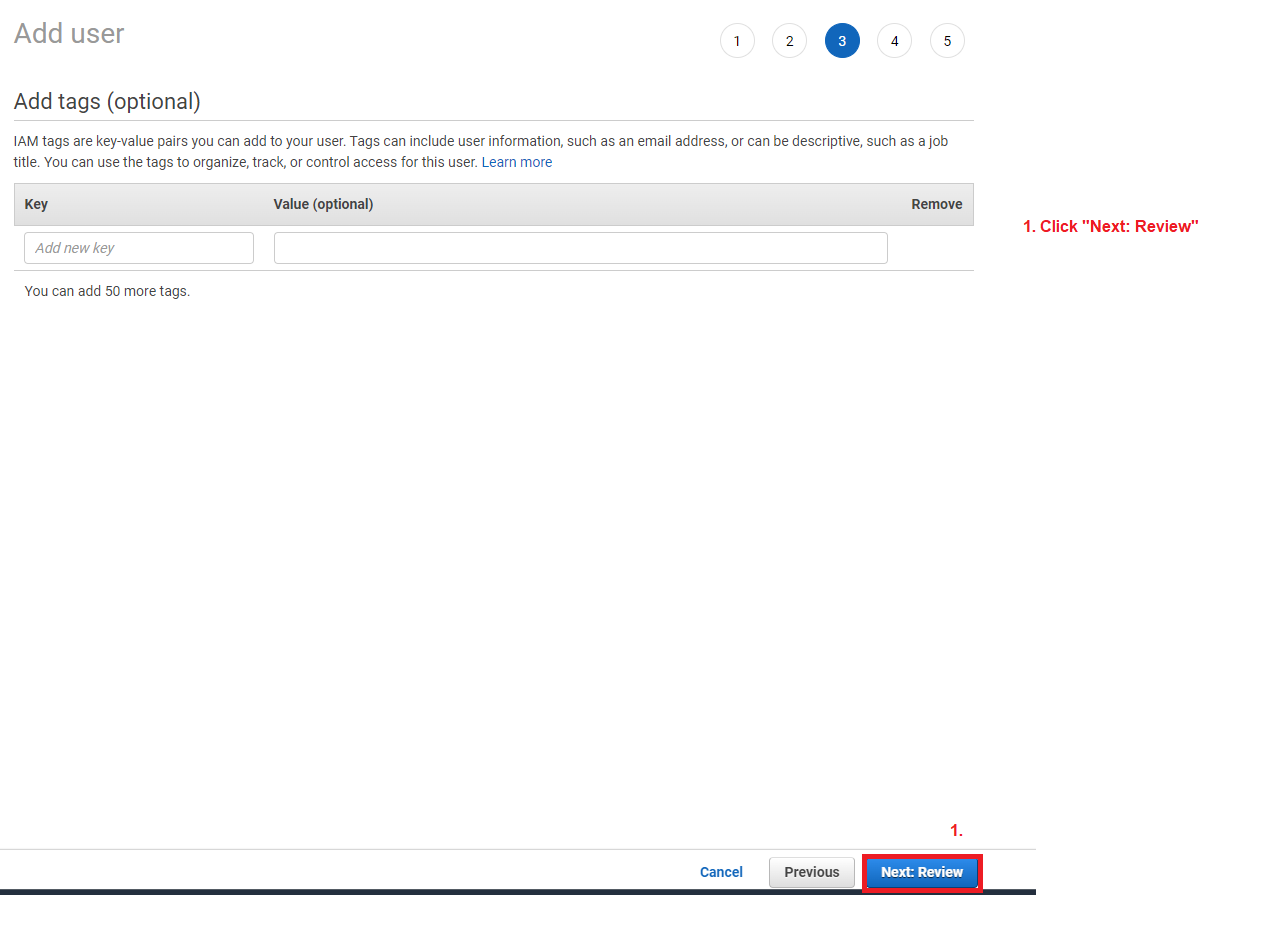 Add user
1 2 3 4 5
Add tags (optional)
IAM tags are key-value pairs you can add to your user. Tags can include user information, such as an email address, or can be descriptive, such as a job
title. You can use the tags to organize, track, or control access for this user. Learn more
Key Value (optional) Remove
1. Click "Next: Review"
Add new key
You can add 50 more tags.
1.
Cancel Previous Next: Review